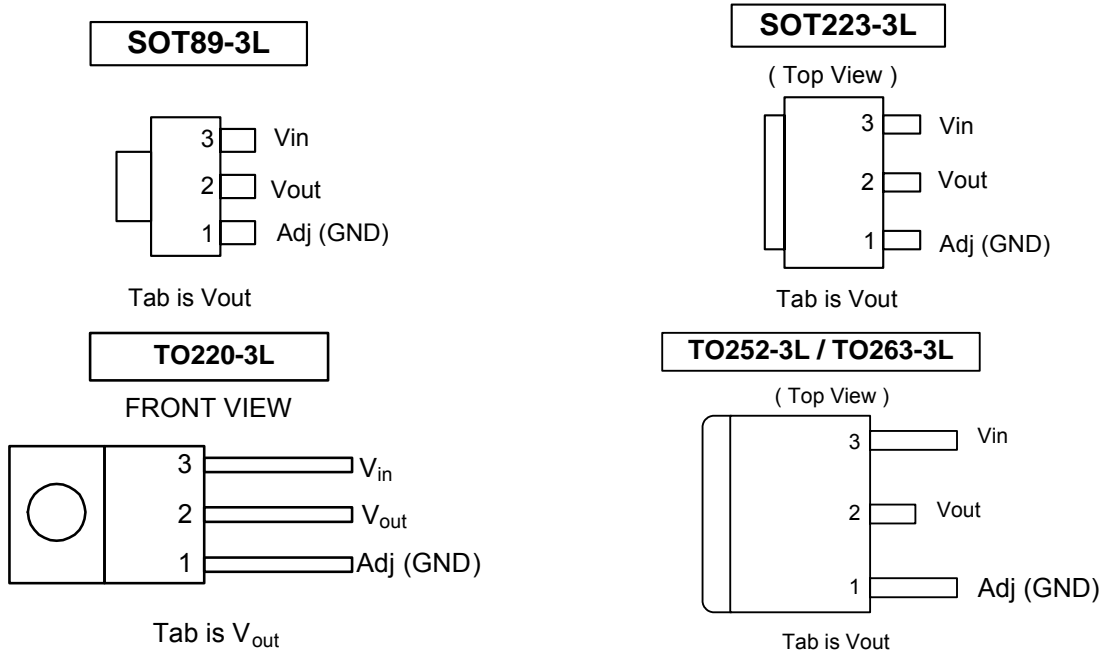 SOT89-3L
3 Vin
2 Vout
1 Adj (GND)
Tab is Vout
SOT223-3L
( Top View )
3 Vin
2 Vout
1 Adj (GND)
Tab is Vout
TO220-3L
FRONT VIEW
3 Vin
2 Vout
1 Adj (GND)
Tab is Vout
TO252-3L / TO263-3L
( Top View )
3 Vin
2 Vout
1 Adj (GND)
Tab is Vout